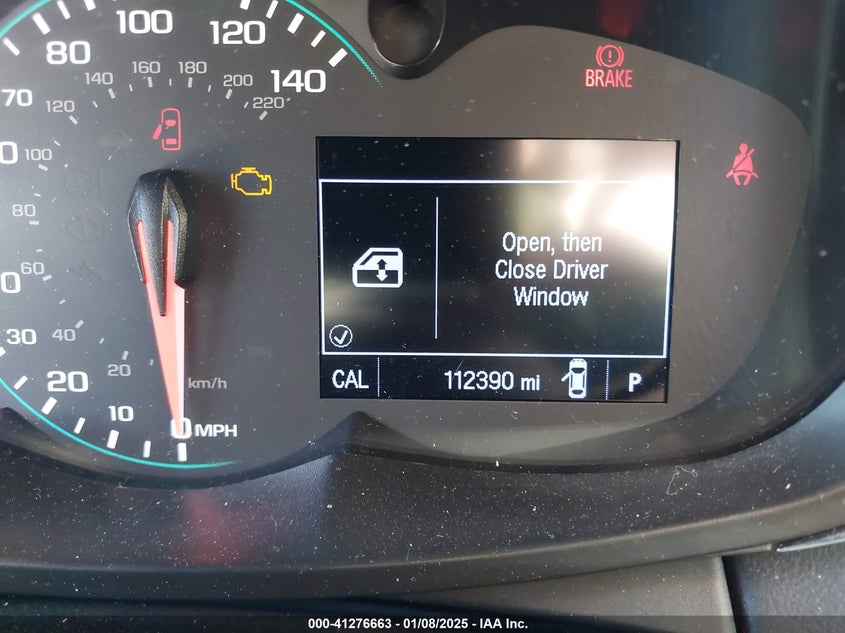 100
120
80
140
BRAKE
160
180
140
200
70
120
220
100
80
60
Open, then
Close Driver
Window
30
40
20
km/h
CAL
112390 mi
P
20
10
0 MPH
000-41276663 - 01/08/2025 - IAA Inc.